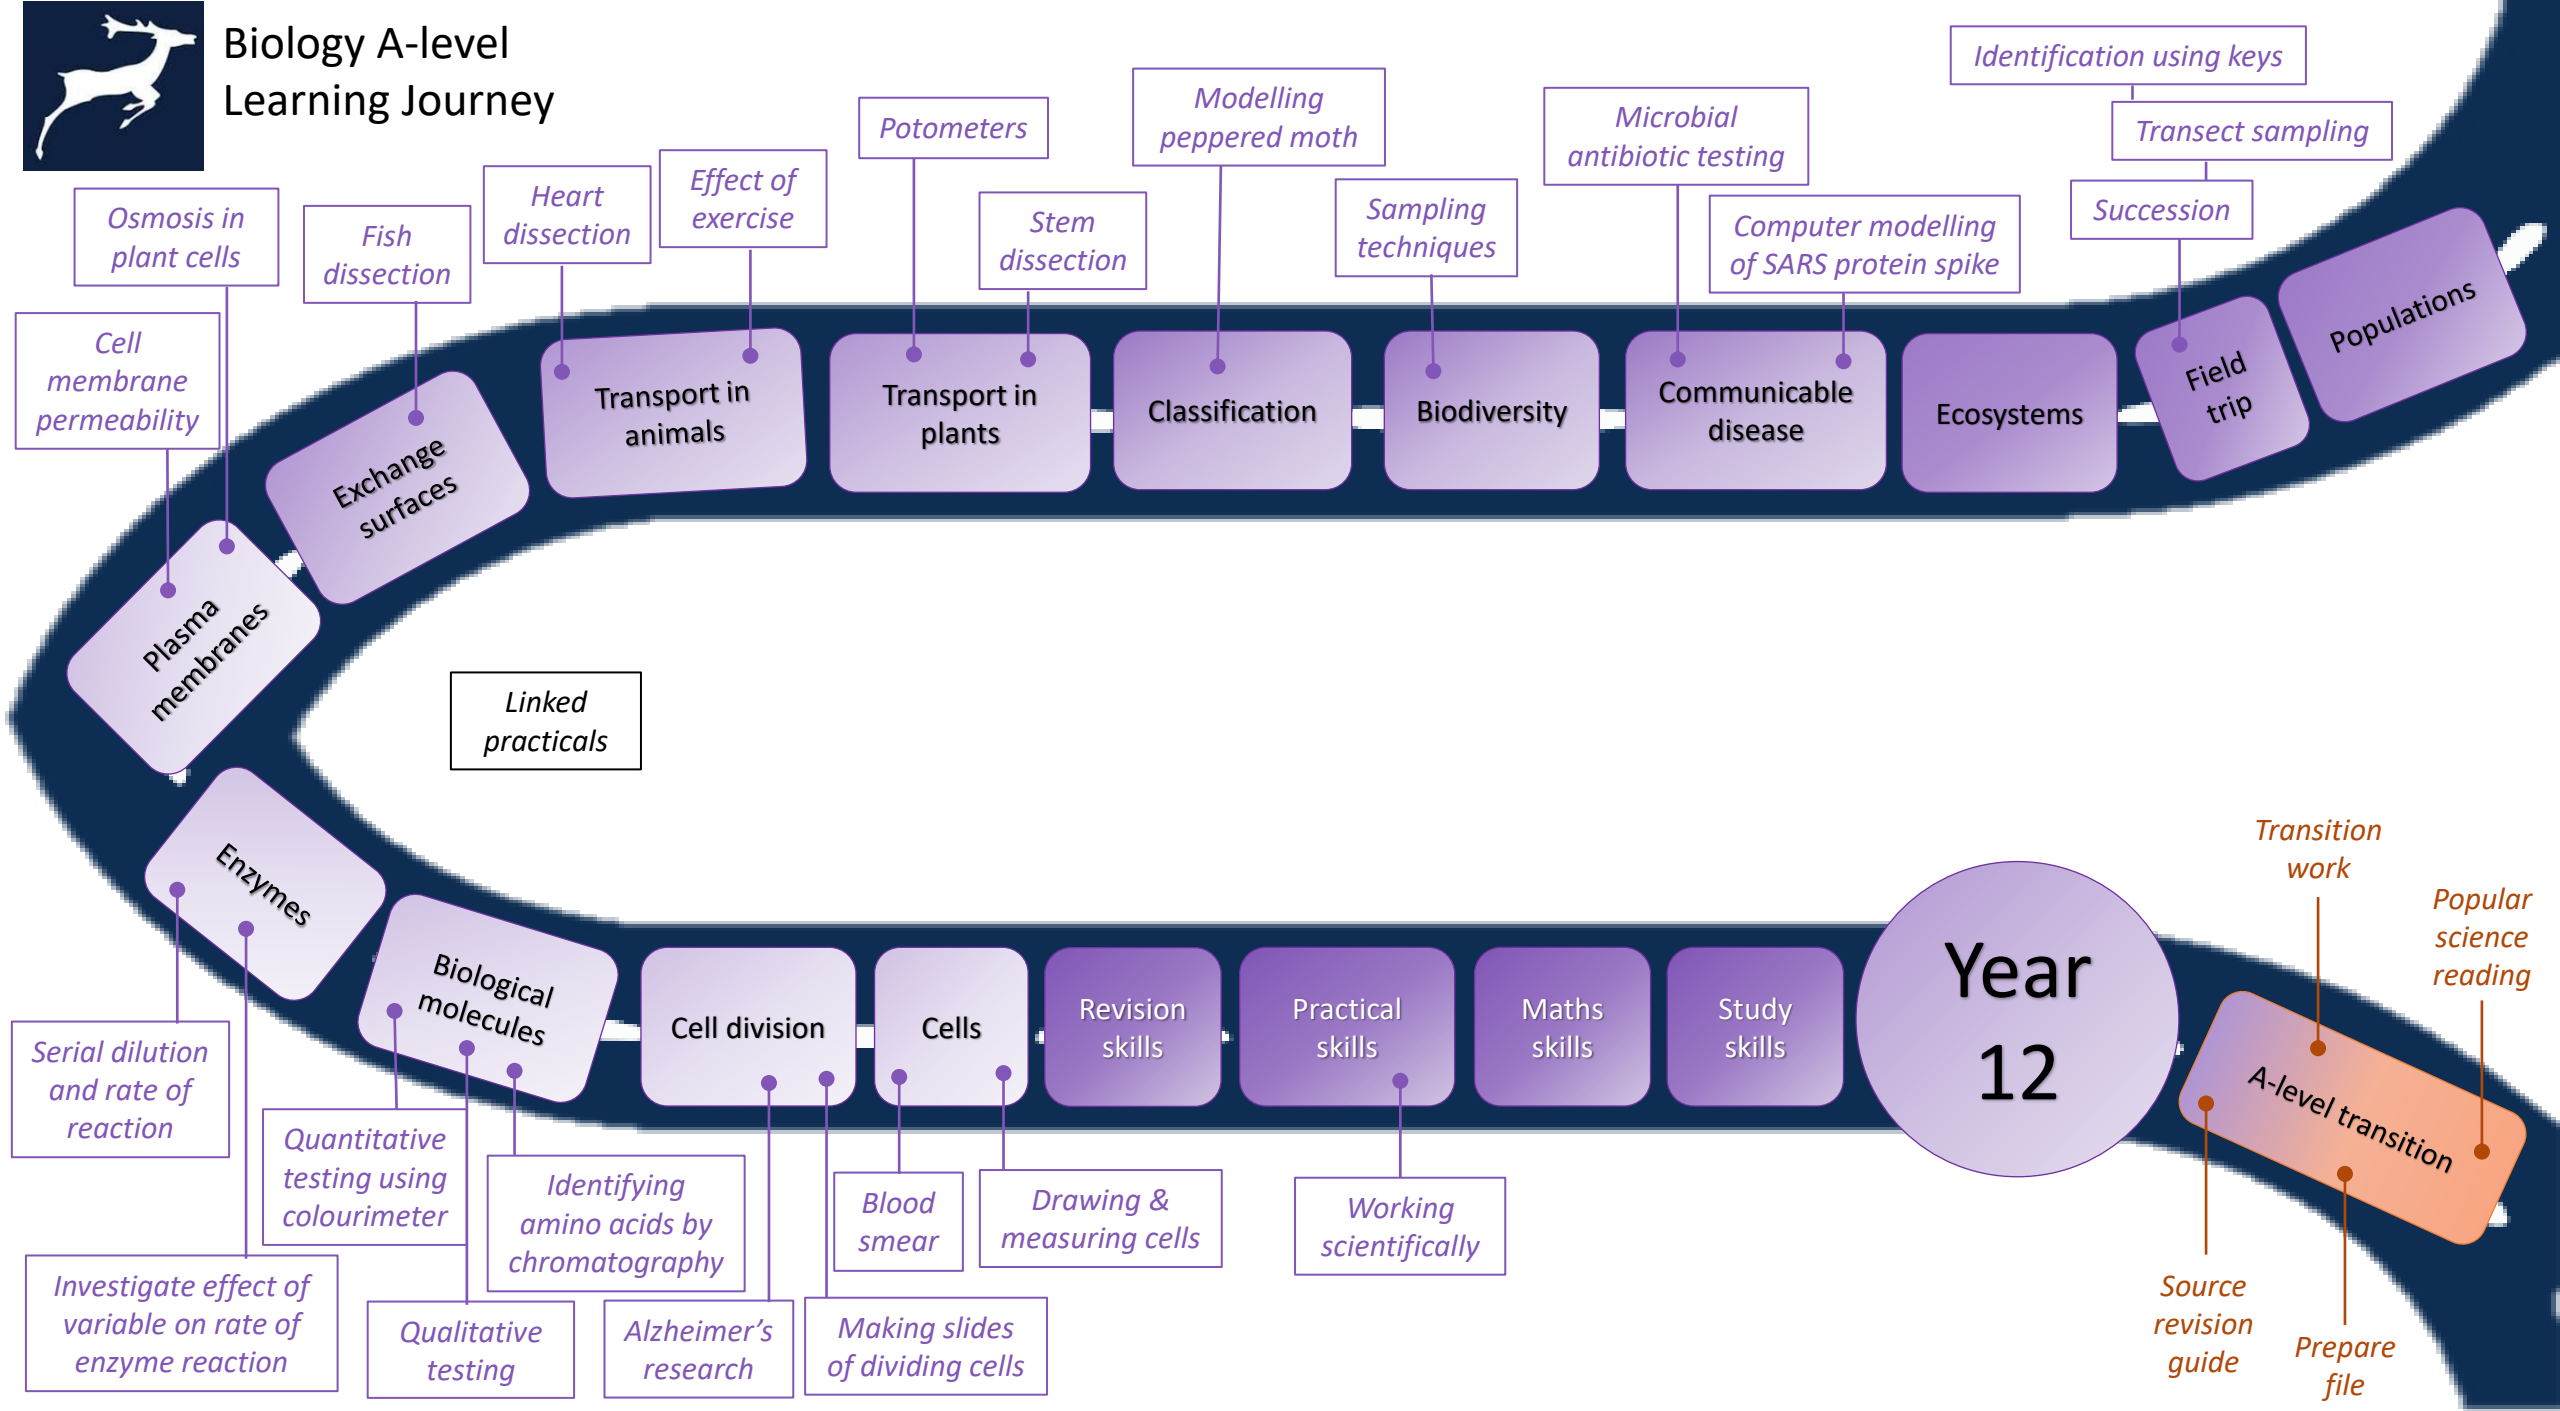 Biology A-level
Learning Journey
Identification using keys
Transect sampling
Succession
Modelling
peppered moth
Microbial
antibiotic testing
Potometers
Effect of
exercise
Heart
dissection
Osmosis in
plant cells
Fish
dissection
Stem
dissection
Sampling
techniques
Computer modelling
of SARS protein spike
Cell
membrane
permeability
Populations
Field
trip
Ecosystems
Communicable
disease
Biodiversity
Classification
Transport in
plants
Transport in
animals
Exchange
surfaces
Plasma
membranes
Linked
practicals
Enzymes
Biological
molecules
Cell division
Cells
Revision
skills
Practical
skills
Maths
skills
Study
skills
Year
12
A-level transition
Transition
work
Popular
science
reading
Source
revision
guide
Prepare
file
Serial dilution
and rate of
reaction
Quantitative
testing using
colourimeter
Identifying
amino acids by
chromatography
Blood
smear
Drawing &
measuring cells
Working
scientifically
Investigate effect of
variable on rate of
enzyme reaction
Qualitative
testing
Alzheimer's
research
Making slides
of dividing cells